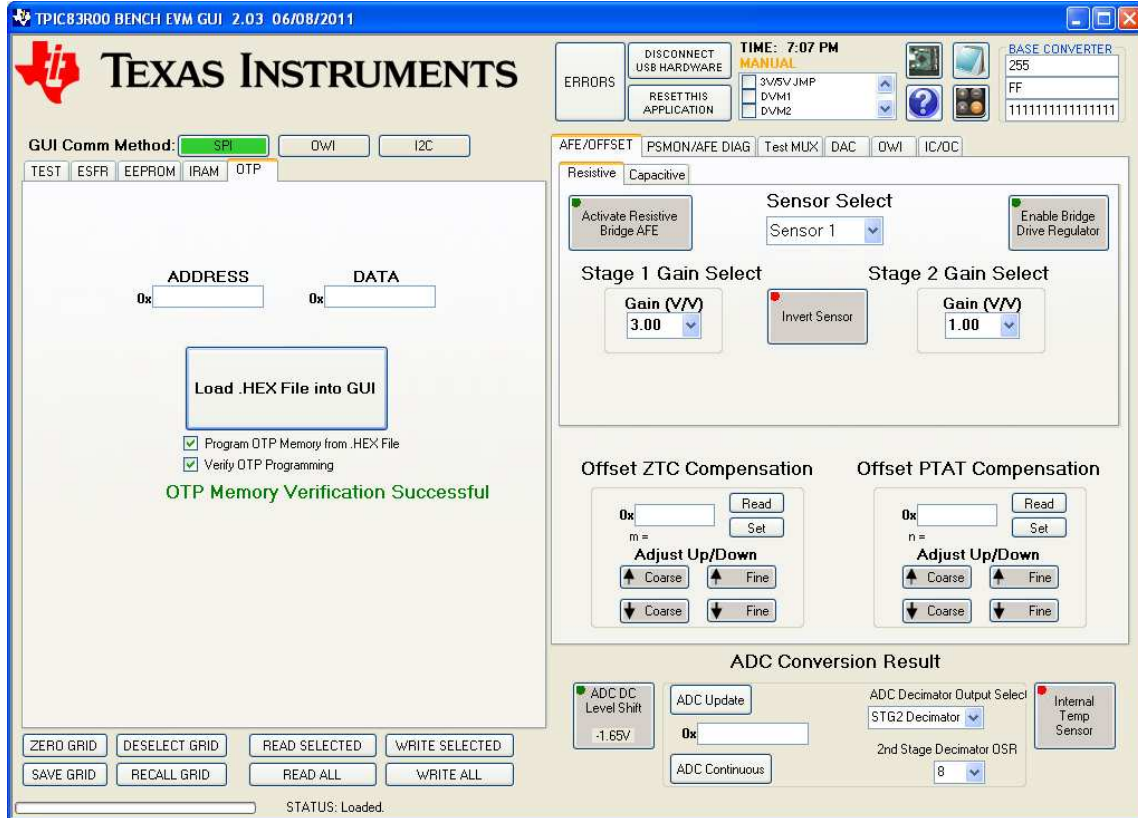 TPIC83R00 BENCH EVM GUI 2.03 06/08/2011
TEXAS INSTRUMENTS
ERRORS
DISCONNECT
USB HARDWARE
RESET THIS
APPLICATION
TIME: 7:07 PM
MANUAL
3V/5V JMP
DVM1
DVM2
BASE CONVERTER
255
FF
1111111111111111
GUI Comm Method:
SPI
OWI
I2C
TEST
ESFR
EEPROM
IRAM
OTP
ADDRESS
DATA
0x
0x
Load .HEX File into GUI
Program OTP Memory from .HEX File
Verify OTP Programming
OTP Memory Verification Successful
ZERO GRID
DESELECT GRID
READ SELECTED
WRITE SELECTED
SAVE GRID
RECALL GRID
READ ALL
WRITE ALL
STATUS: Loaded.
AFE/OFFSET
PSMON/AFE DIAG
Test MUX
DAC
OWI
IC/OC
Resistive
Capacitive
Activate Resistive
Bridge AFE
Sensor Select
Sensor 1
Enable Bridge
Drive Regulator
Stage 1 Gain Select
Gain (V/V)
3.00
Invert Sensor
Stage 2 Gain Select
Gain (V/V)
1.00
Offset ZTC Compensation
0x
Read
Set
m =
Adjust Up/Down
Coarse
Fine
Coarse
Fine
Offset PTAT Compensation
0x
Read
Set
n =
Adjust Up/Down
Coarse
Fine
Coarse
Fine
ADC Conversion Result
ADC DC
Level Shift
-1.65V
ADC Update
0x
ADC Continuous
ADC Decimator Output Select
STG2 Decimator
2nd Stage Decimator OSR
8
Internal
Temp
Sensor